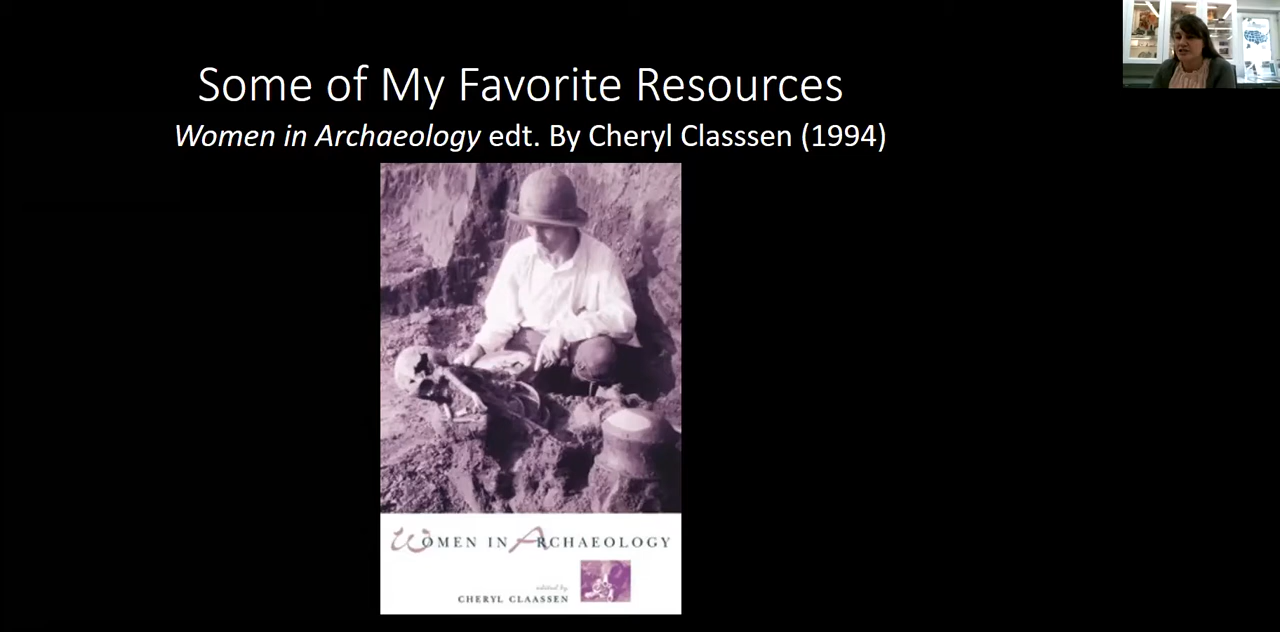 Some of My Favorite Resources
Women in Archaeology edt. By Cheryl Classsen (1994)
WOMEN IN ARCHAEOLOGY
edited by
CHERYL CLAASSEN